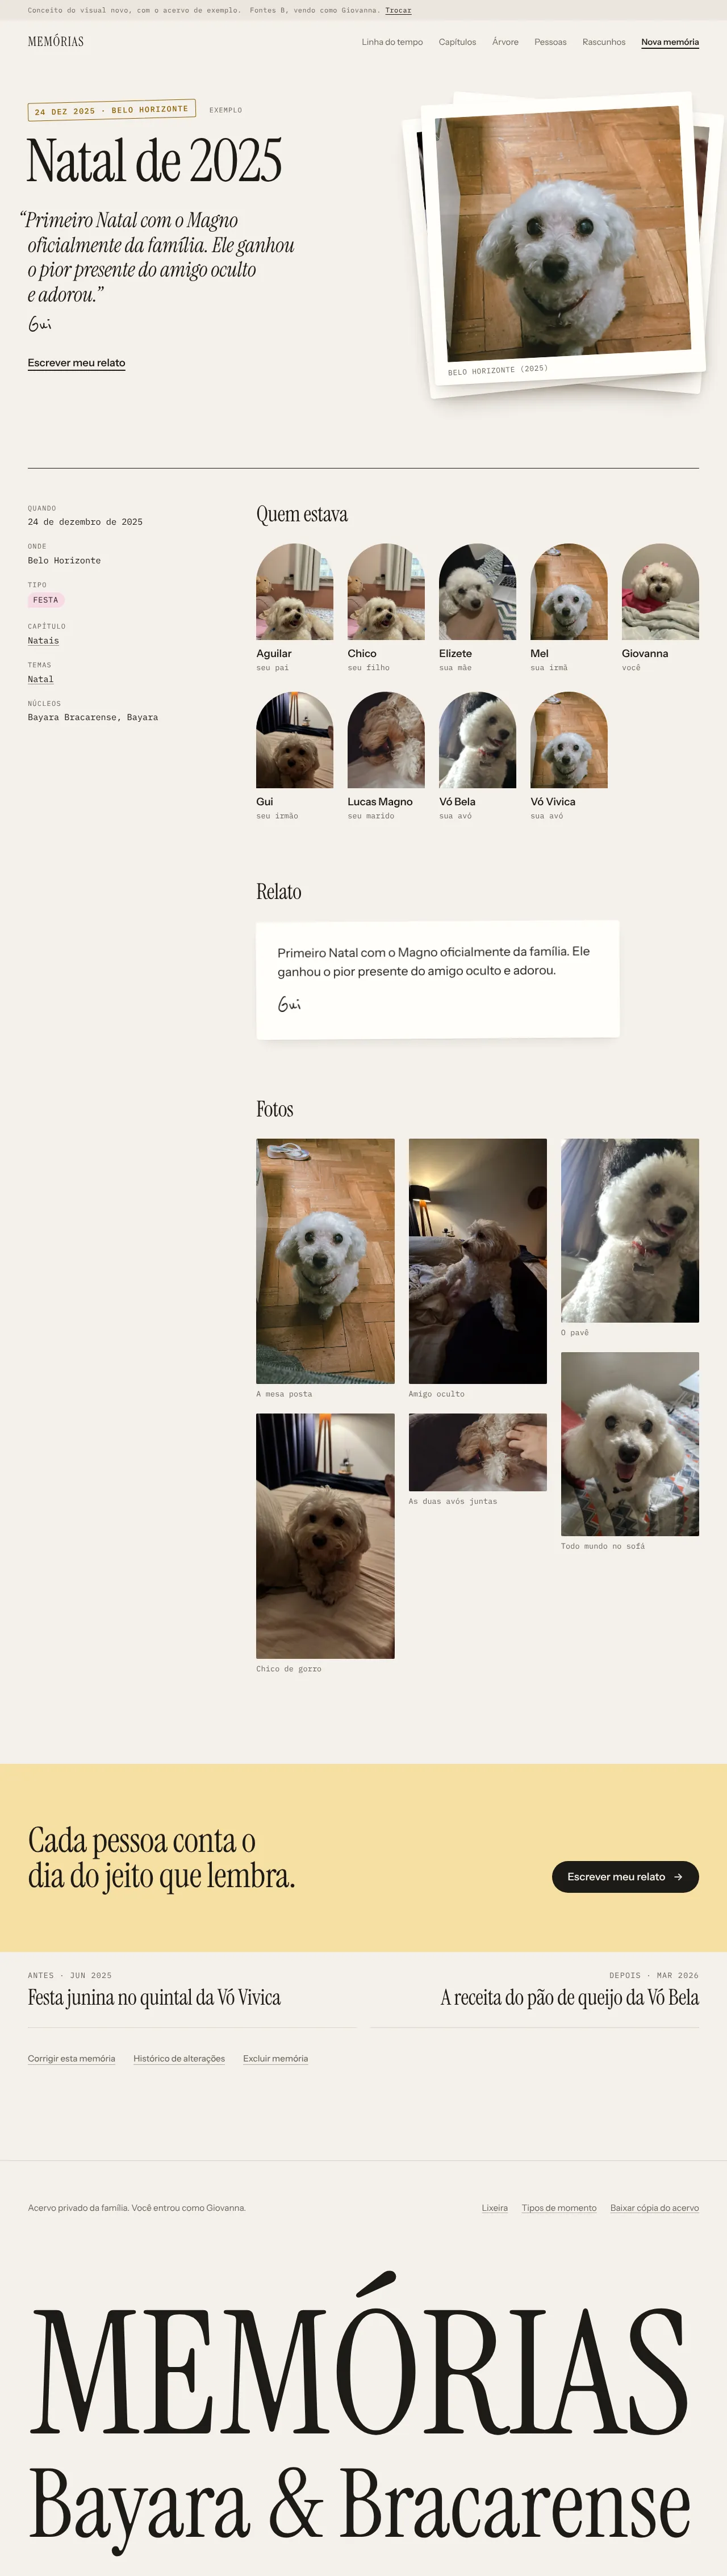 Conceito do visual novo, com o acervo de exemplo. Fontes B, vendo como Giovanna. Trocar
MEMÓRIAS
Linha do tempo Capítulos Árvore Pessoas Rascunhos Nova memória
24 DEZ 2025 · BELO HORIZONTE EXEMPLO
Natal de 2025
“Primeiro Natal com o Magno
oficialmente da família. Ele ganhou
o pior presente do amigo oculto
e adorou.”
Gui
Escrever meu relato
BELO HORIZONTE (2025)
QUANDO
24 de dezembro de 2025
ONDE
Belo Horizonte
TIPO
FESTA
CAPÍTULO
Natais
TEMAS
Natal
NÚCLEOS
Bayara Bracarense, Bayara
Quem estava
Aguilar Chico Elizete Mel Giovanna
seu pai seu filho sua mãe sua irmã você
Gui Lucas Magno Vó Bela Vó Vivica
seu irmão seu marido sua avó sua avó
Relato
Primeiro Natal com o Magno oficialmente da família. Ele
ganhou o pior presente do amigo oculto e adorou.
Gui
Fotos
O pavê
A mesa posta Amigo oculto
As duas avós juntas
Todo mundo no sofá
Chico de gorro
Cada pessoa conta o
dia do jeito que lembra.
Escrever meu relato →
ANTES · JUN 2025
Festa junina no quintal da Vó Vivica
DEPOIS · MAR 2026
A receita do pão de queijo da Vó Bela
Corrigir esta memória Histórico de alterações Excluir memória
Acervo privado da família. Você entrou como Giovanna.
Lixeira Tipos de momento Baixar cópia do acervo
MEMÓRIAS
Bayara & Bracarense